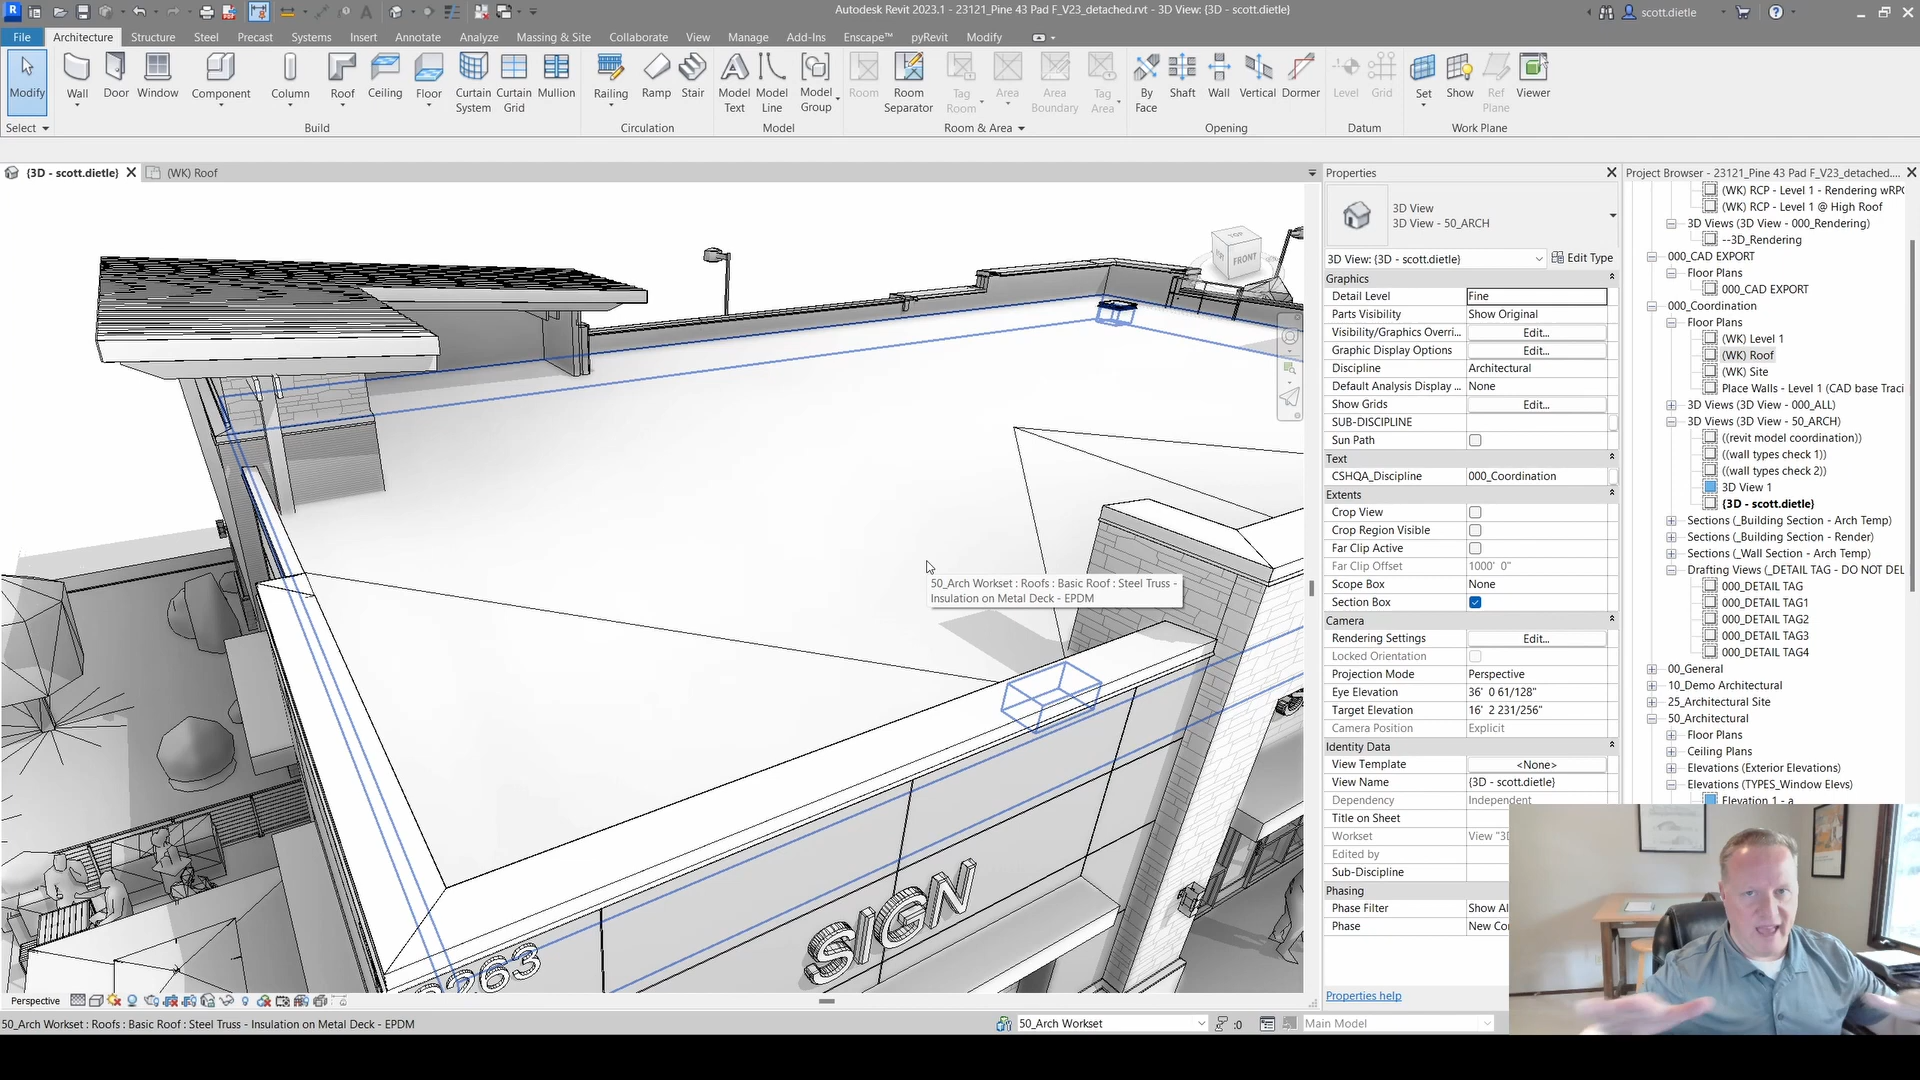 Autodesk Revit 2023.1 - 23121_Pine 43 Pad F_V23_detached.rvt - 3D View: {3D - scott.dietle}
scott.dietle
File Architecture Structure Steel Precast Systems Insert Annotate Analyze Massing & Site Collaborate View Manage Add-Ins Enscape™ pyRevit Modify
Modify Wall Door Window Component Column Roof Ceiling Floor Curtain System Curtain Grid Mullion Railing Ramp Stair Model Text Model Line Model Group Room Room Separator Tag Room Area Area Boundary Tag Area By Face Shaft Wall Vertical Dormer Level Grid Set Show Ref Plane Viewer
Select Build Circulation Model Room & Area Opening Datum Work Plane
{3D - scott.dietle} (WK) Roof
TOP
FRONT
50_Arch Workset : Roofs : Basic Roof : Steel Truss -
Insulation on Metal Deck - EPDM
SIGN
263
Perspective
50_Arch Workset : Roofs : Basic Roof : Steel Truss - Insulation on Metal Deck - EPDM
50_Arch Workset
:0
Main Model
Properties
3D View
3D View - 50_ARCH
3D View: {3D - scott.dietle} Edit Type
Graphics
Detail Level Fine
Parts Visibility Show Original
Visibility/Graphics Overri... Edit...
Graphic Display Options Edit...
Discipline Architectural
Default Analysis Display ... None
Show Grids Edit...
SUB-DISCIPLINE
Sun Path
Text
CSHQA_Discipline 000_Coordination
Extents
Crop View
Crop Region Visible
Far Clip Active
Far Clip Offset 1000' 0"
Scope Box None
Section Box
Camera
Rendering Settings Edit...
Locked Orientation
Projection Mode Perspective
Eye Elevation 36' 0 61/128"
Target Elevation 16' 2 231/256"
Camera Position Explicit
Identity Data
View Template <None>
View Name {3D - scott.dietle}
Dependency Independent
Title on Sheet
Workset View "3D
Edited by
Sub-Discipline
Phasing
Phase Filter Show Al
Phase New Co
Properties help
Project Browser - 23121_Pine 43 Pad F_V23_detached....
(WK) RCP - Level 1 - Rendering wRPC
(WK) RCP - Level 1 @ High Roof
3D Views (3D View - 000_Rendering)
--3D_Rendering
000_CAD EXPORT
Floor Plans
000_CAD EXPORT
000_Coordination
Floor Plans
(WK) Level 1
(WK) Roof
(WK) Site
Place Walls - Level 1 (CAD base Traci
3D Views (3D View - 000_ALL)
3D Views (3D View - 50_ARCH)
((revit model coordination))
((wall types check 1))
((wall types check 2))
3D View 1
{3D - scott.dietle}
Sections (_Building Section - Arch Temp)
Sections (_Building Section - Render)
Sections (_Wall Section - Arch Temp)
Drafting Views (_DETAIL TAG - DO NOT DEL
000_DETAIL TAG
000_DETAIL TAG1
000_DETAIL TAG2
000_DETAIL TAG3
000_DETAIL TAG4
00_General
10_Demo Architectural
25_Architectural Site
50_Architectural
Floor Plans
Ceiling Plans
Elevations (Exterior Elevations)
Elevations (TYPES_Window Elevs)
Elevation 1 - a